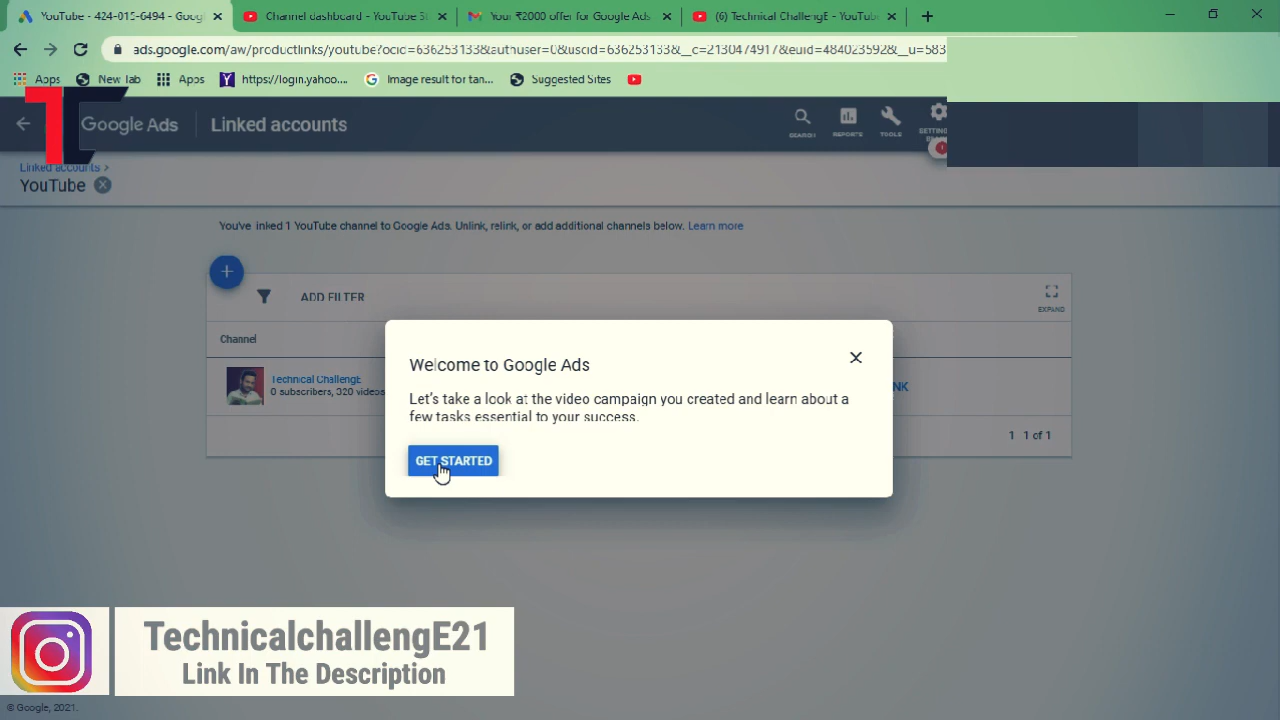 YouTube - 424-015-6494 - Goog
Channel dashboard - YouTube St
Your ₹2000 offer for Google Ads
(6) Technical ChallengE - YouTube
ads.google.com/aw/productlinks/youtube?ocid=636253133&authuser=0&uscid=636253133&__c=2130474917&euid=484023592&__u=583
Apps
New Tab
Apps
https://login.yahoo....
Image result for tan...
Suggested Sites
Google Ads
Linked accounts
SEARCH
REPORTS
TOOLS
Linked accounts >
YouTube
You've linked 1 YouTube channel to Google Ads. Unlink, relink, or add additional channels below. Learn more
ADD FILTER
EXPAND
Channel
Technical ChallengE
0 subscribers, 320 videos
1 - 1 of 1
Welcome to Google Ads
Let's take a look at the video campaign you created and learn about a
few tasks essential to your success.
GET STARTED
TechnicalchallengE21
Link In The Description
© Google, 2021.